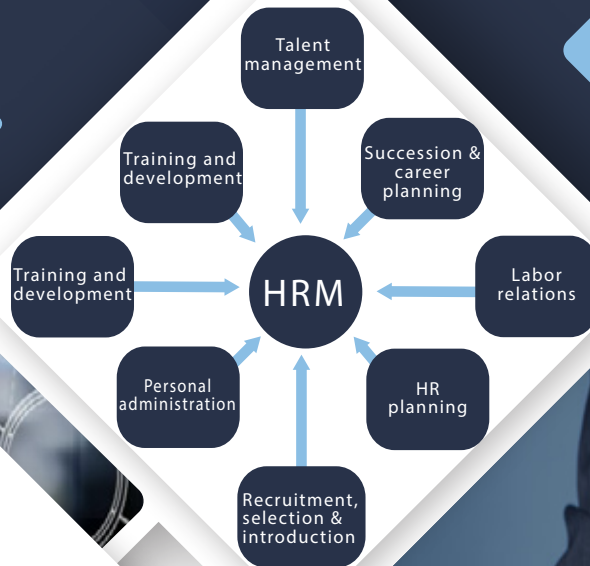 Talent
management
Training and
development
Succession &
career
planning
Training and
development
HRM
Labor
relations
Personal
administration
HR
planning
Recruitment,
selection &
introduction